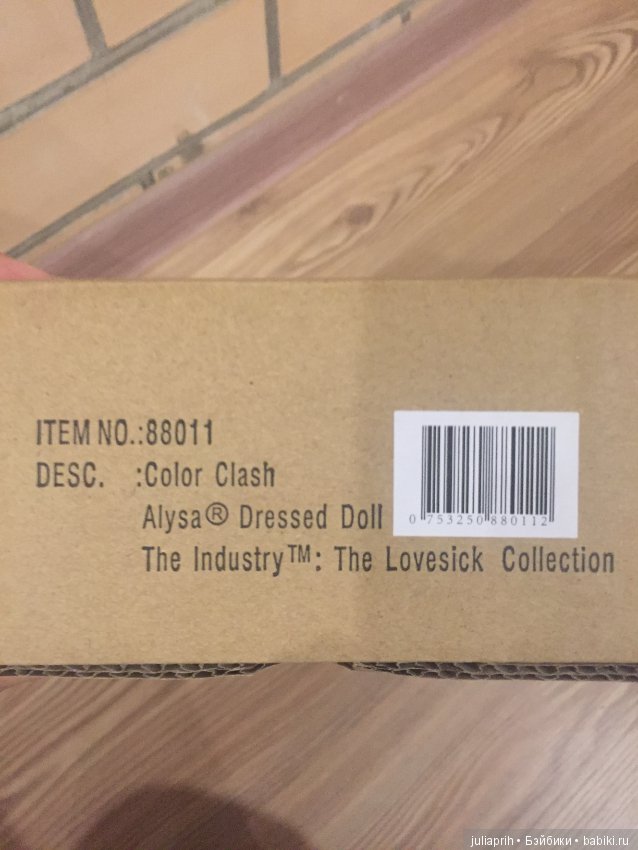 ITEM NO.:88011
DESC. :Color Clash
Alysa® Dressed Doll
The Industry™: The Lovesick Collection
0 753250 880112
juliaprih • Бэйбики • babiki.ru